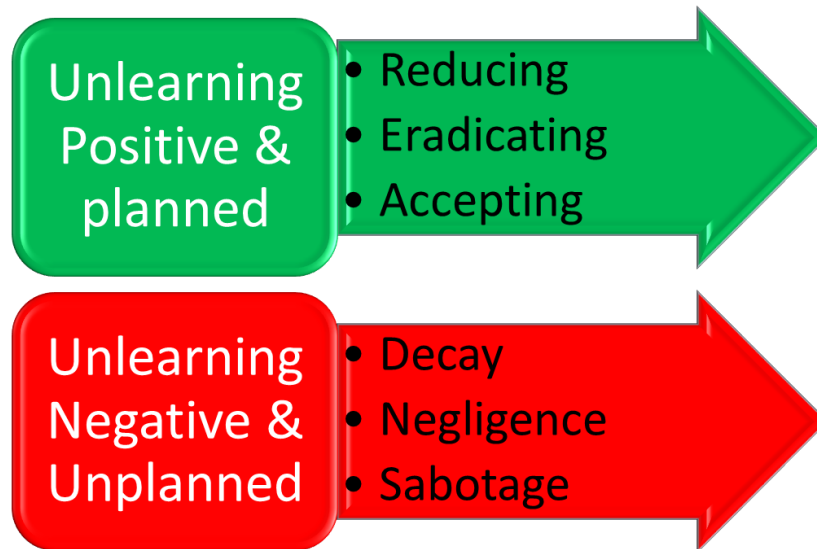 Unlearning
Positive &
planned
• Reducing
• Eradicating
• Accepting
Unlearning
Negative &
Unplanned
• Decay
• Negligence
• Sabotage